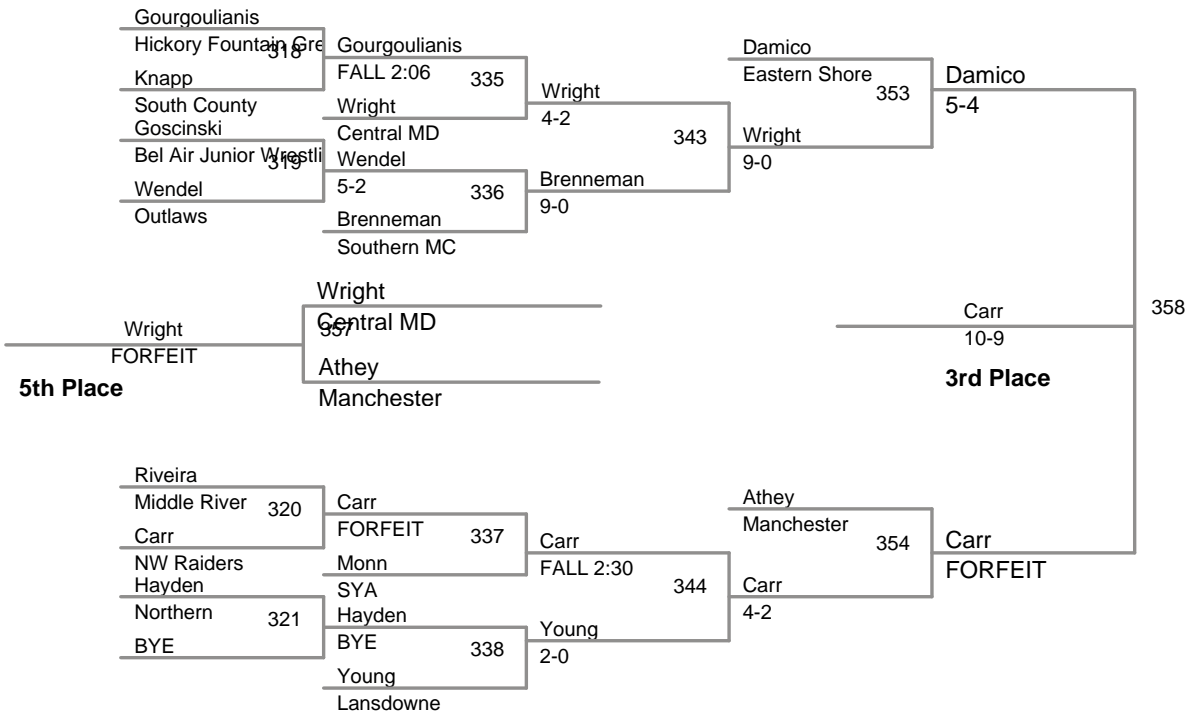 Gourgoulianis
Hickory Fountain Gre
318
Knapp
South County
Goscinski
Bel Air Junior Wrestli
319
Wendel
Outlaws
Gourgoulianis
FALL 2:06
335
Wright
Central MD
Wendel
5-2
336
Brenneman
Southern MC
Wright
4-2
343
Brenneman
9-0
Damico
Eastern Shore
353
Wright
9-0
Damico
5-4
Wright
Central MD
357
Athey
Manchester
Wright
FORFEIT
5th Place
Carr
10-9
358
3rd Place
Riveira
Middle River
320
Carr
NW Raiders
Hayden
Northern
321
BYE
Carr
FORFEIT
337
Monn
SYA
Hayden
BYE
338
Young
Lansdowne
Carr
FALL 2:30
344
Young
2-0
Athey
Manchester
354
Carr
4-2
Carr
FORFEIT